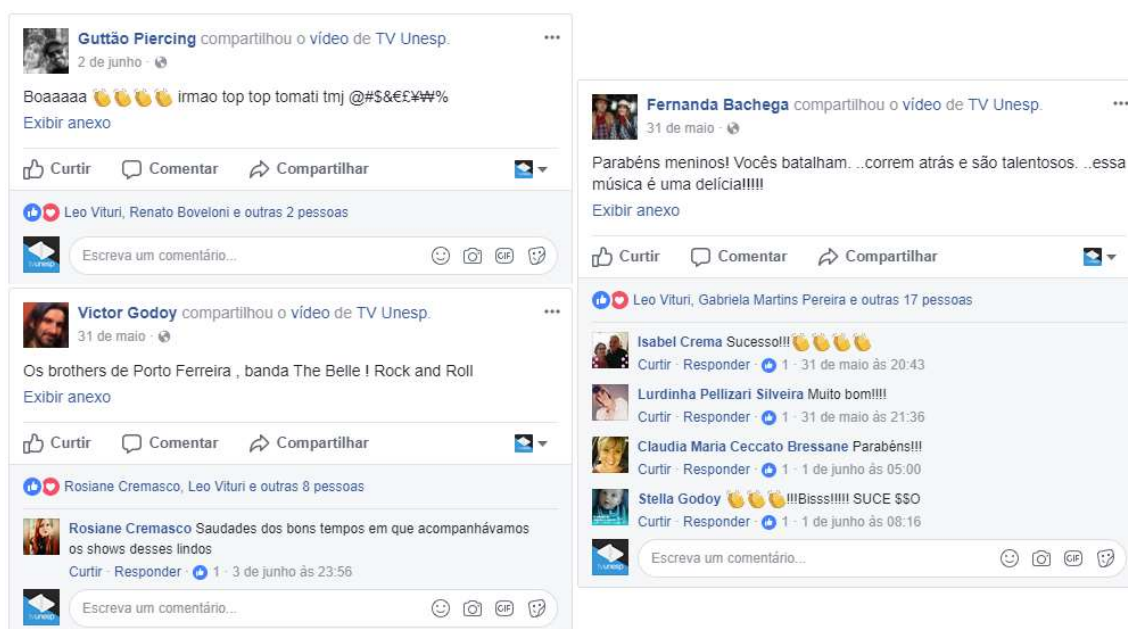 Guttão Piercing compartilhou o vídeo de TV Unesp.
2 de junho ·
Boaaaaa 👏👏👏👏 irmao top top tomati tmj @#$&€£¥₩%
Exibir anexo
Curtir Comentar Compartilhar
Leo Vituri, Renato Boveloni e outras 2 pessoas
Escreva um comentário...
GIF
Victor Godoy compartilhou o vídeo de TV Unesp.
31 de maio ·
Os brothers de Porto Ferreira , banda The Belle ! Rock and Roll
Exibir anexo
Curtir Comentar Compartilhar
Rosiane Cremasco, Leo Vituri e outras 8 pessoas
Rosiane Cremasco Saudades dos bons tempos em que acompanhávamos
os shows desses lindos
Curtir · Responder · 1 · 3 de junho às 23:56
Escreva um comentário...
GIF
Fernanda Bachega compartilhou o vídeo de TV Unesp.
31 de maio ·
Parabéns meninos! Vocês batalham. ..correm atrás e são talentosos. ..essa
música é uma delícia!!!!!
Exibir anexo
Curtir Comentar Compartilhar
Leo Vituri, Gabriela Martins Pereira e outras 17 pessoas
Isabel Crema Sucesso!!!👏👏👏👏
Curtir · Responder · 1 · 31 de maio às 20:43
Lurdinha Pellizari Silveira Muito bom!!!!
Curtir · Responder · 1 · 31 de maio às 21:36
Claudia Maria Ceccato Bressane Parabéns!!!
Curtir · Responder · 1 · 1 de junho às 05:00
Stella Godoy 👏👏👏!!!Bisss!!!!! SUCE $$O
Curtir · Responder · 1 · 1 de junho às 08:16
Escreva um comentário...
GIF